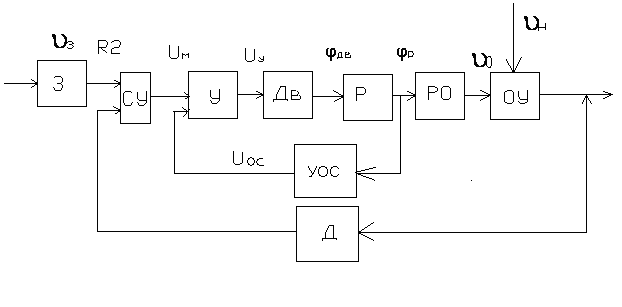 υз R2 Uм Uу φдв φр υ0 υн
З СУ У Дв Р РО ОУ
Uос УОС
Д